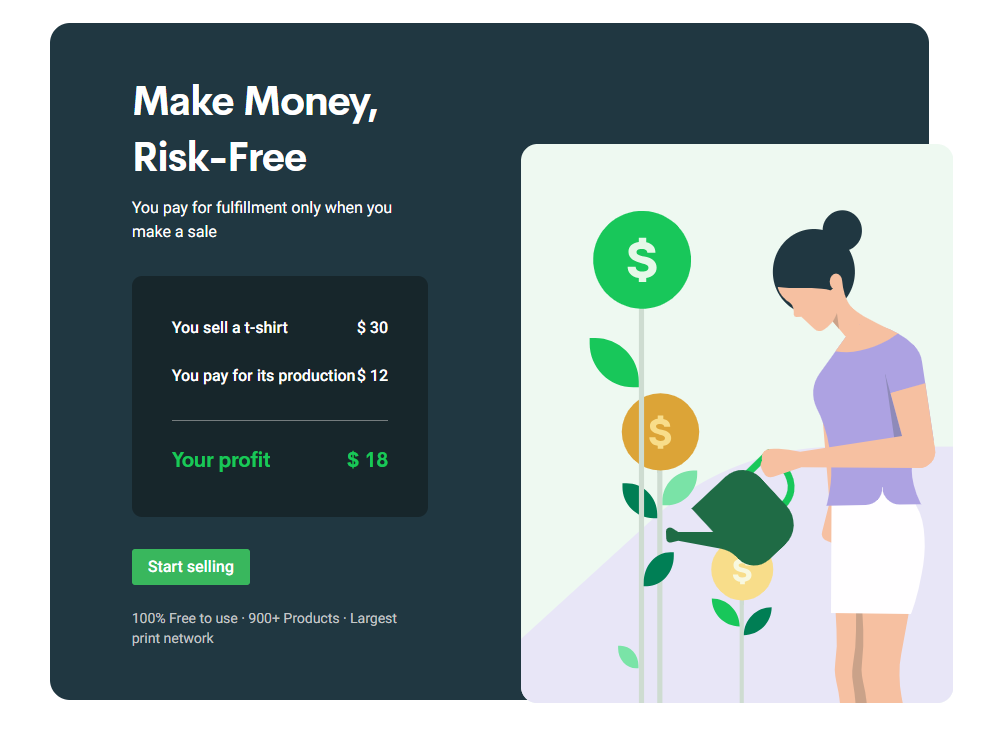 Make Money,
Risk-Free
You pay for fulfillment only when you
make a sale
You sell a t-shirt $ 30
You pay for its production $ 12
Your profit $ 18
Start selling
100% Free to use · 900+ Products · Largest
print network
$
$
$